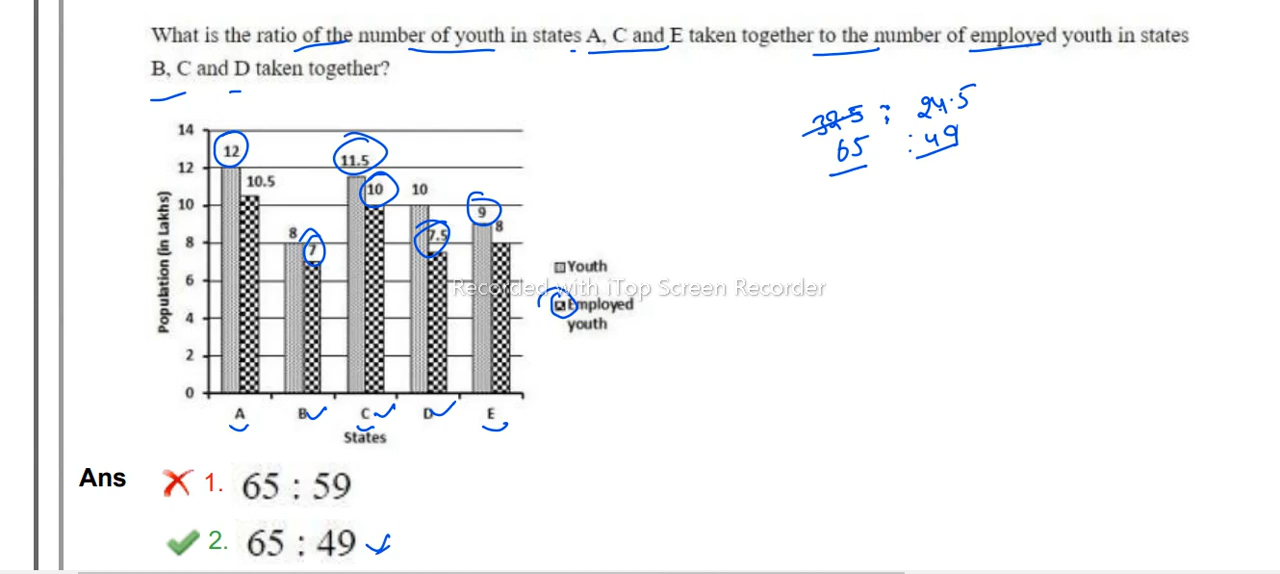 What is the ratio of the number of youth in states A, C and E taken together to the number of employed youth in states
B, C and D taken together?
32.5 : 24.5
65 : 49
14
12
10
8
6
4
2
0
Population (in Lakhs)
12
10.5
8
7
11.5
10
10
7.5
9
8
A B C D E
States
Youth
Employed
youth
Recorded with iTop Screen Recorder
Ans 1. 65 : 59
2. 65 : 49